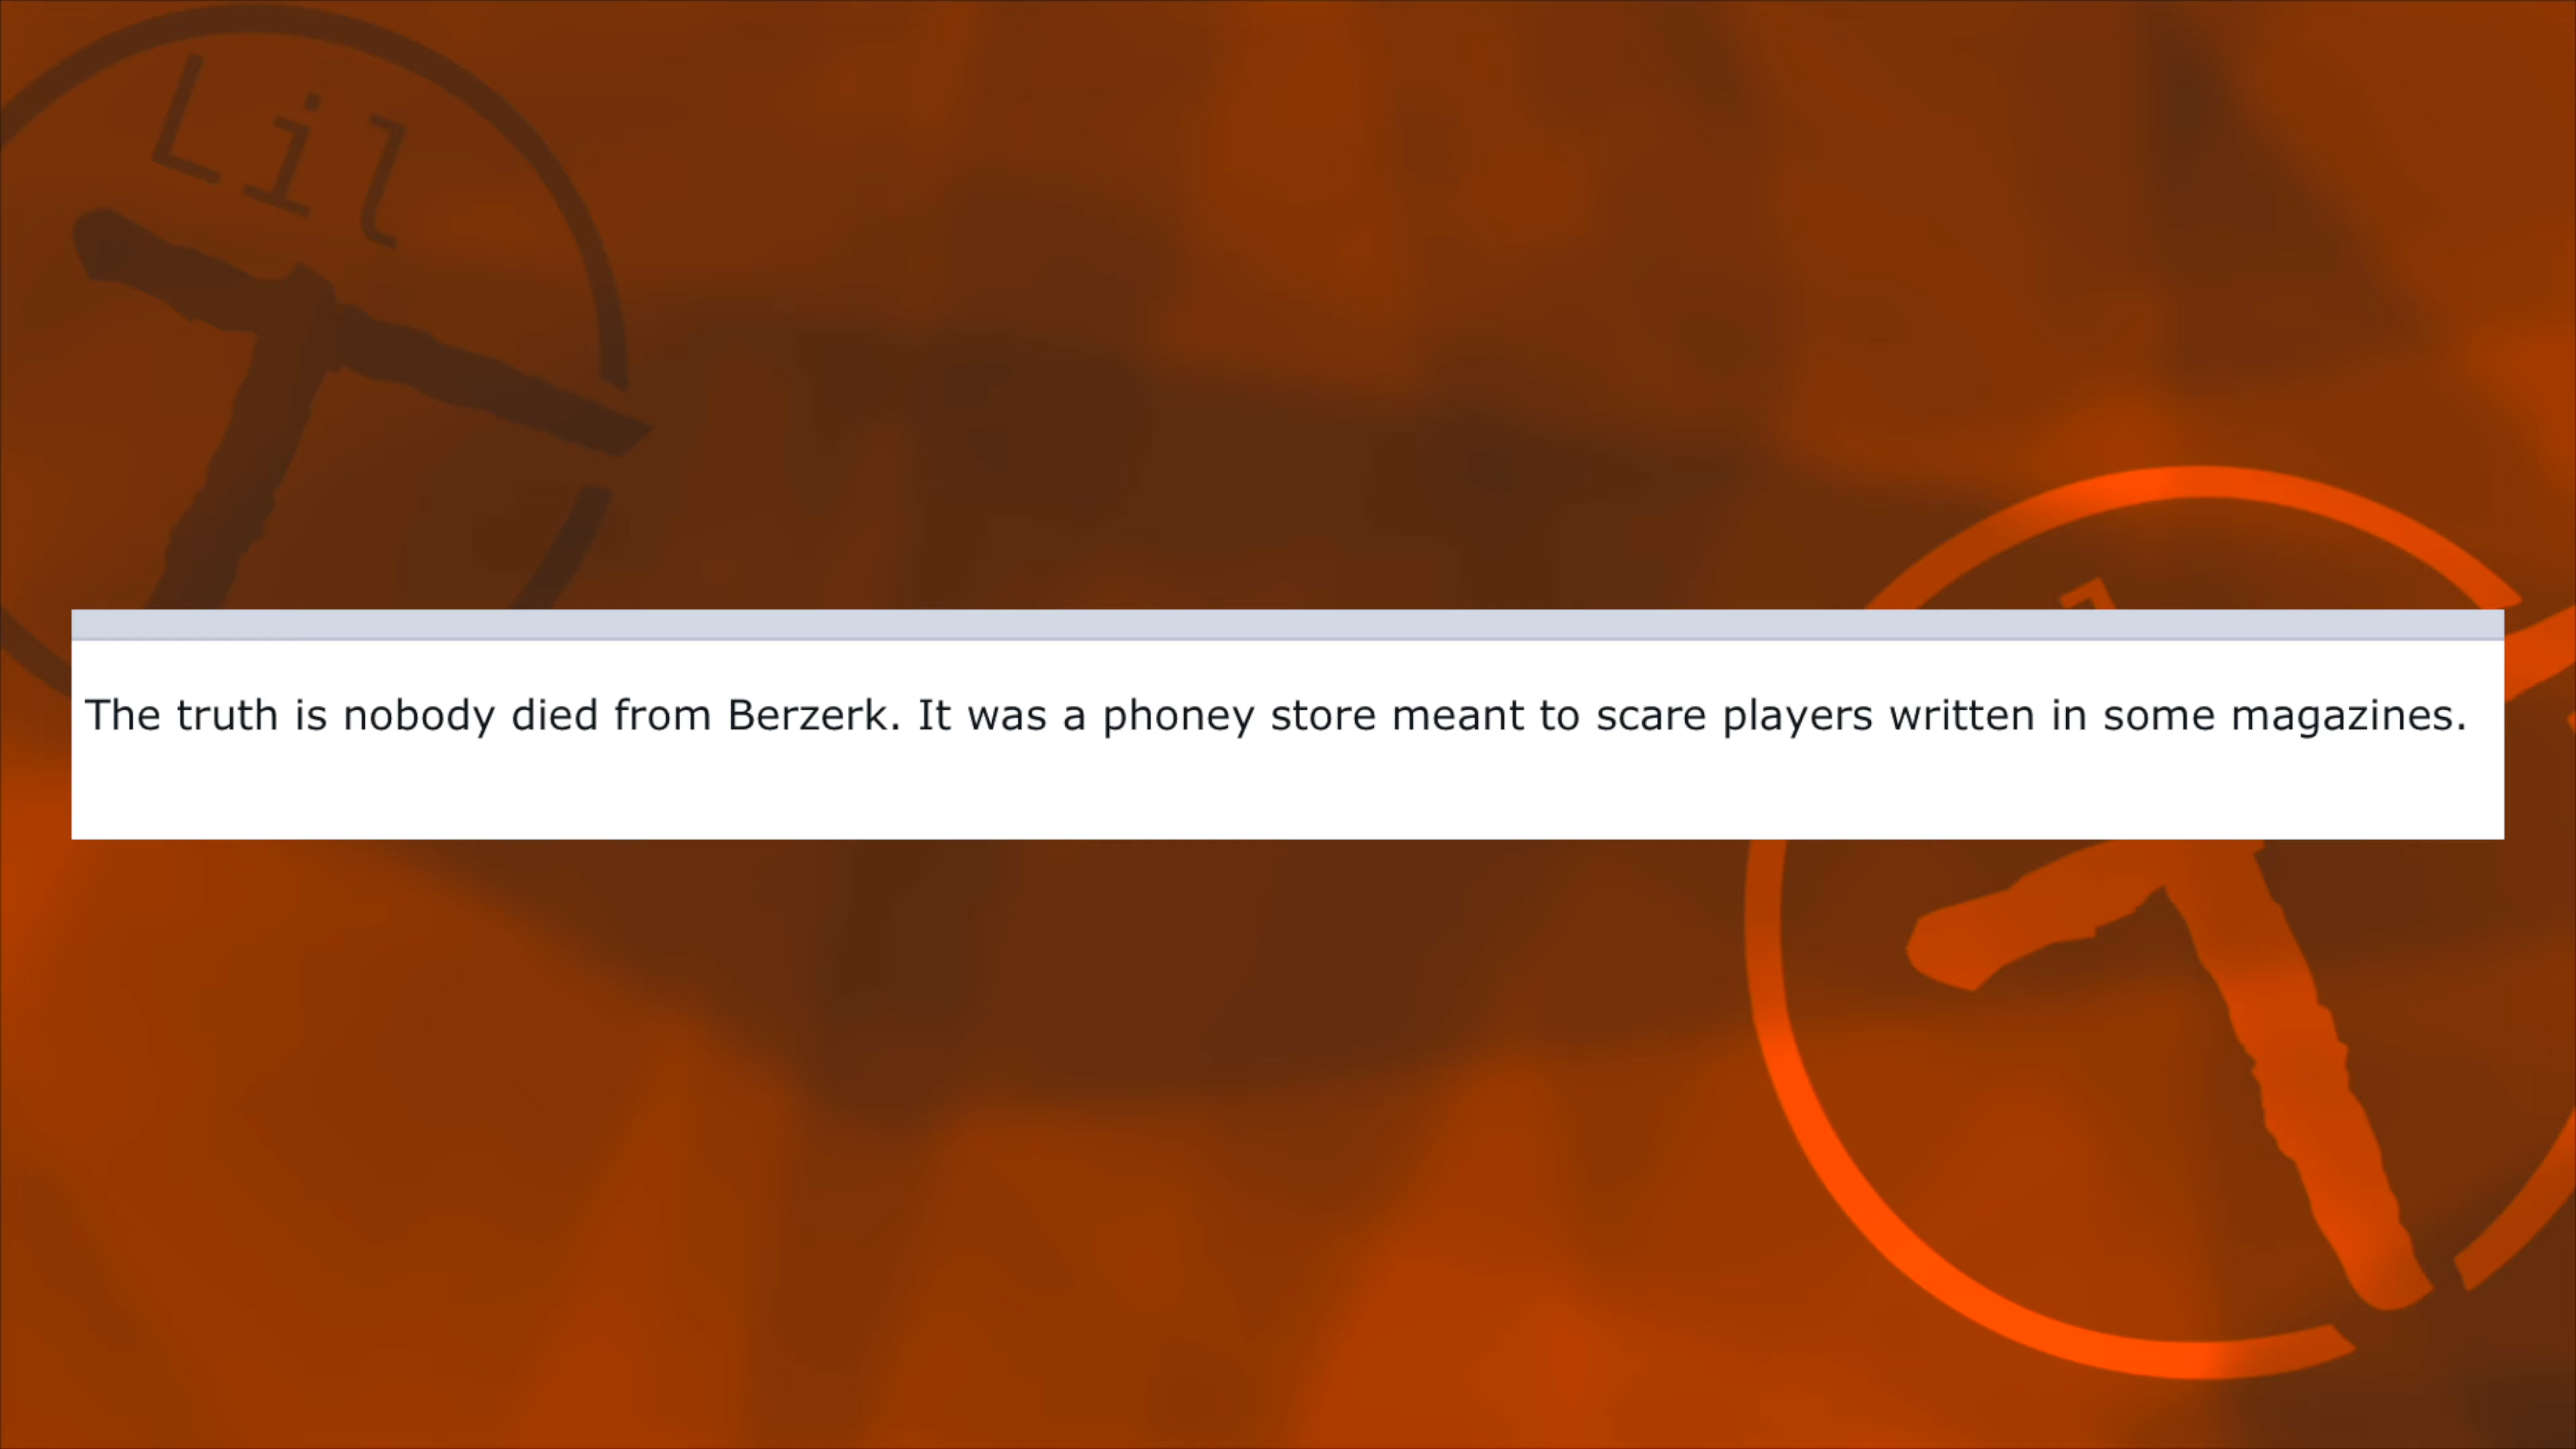 Lil
The truth is nobody died from Berzerk. It was a phoney store meant to scare players written in some magazines.